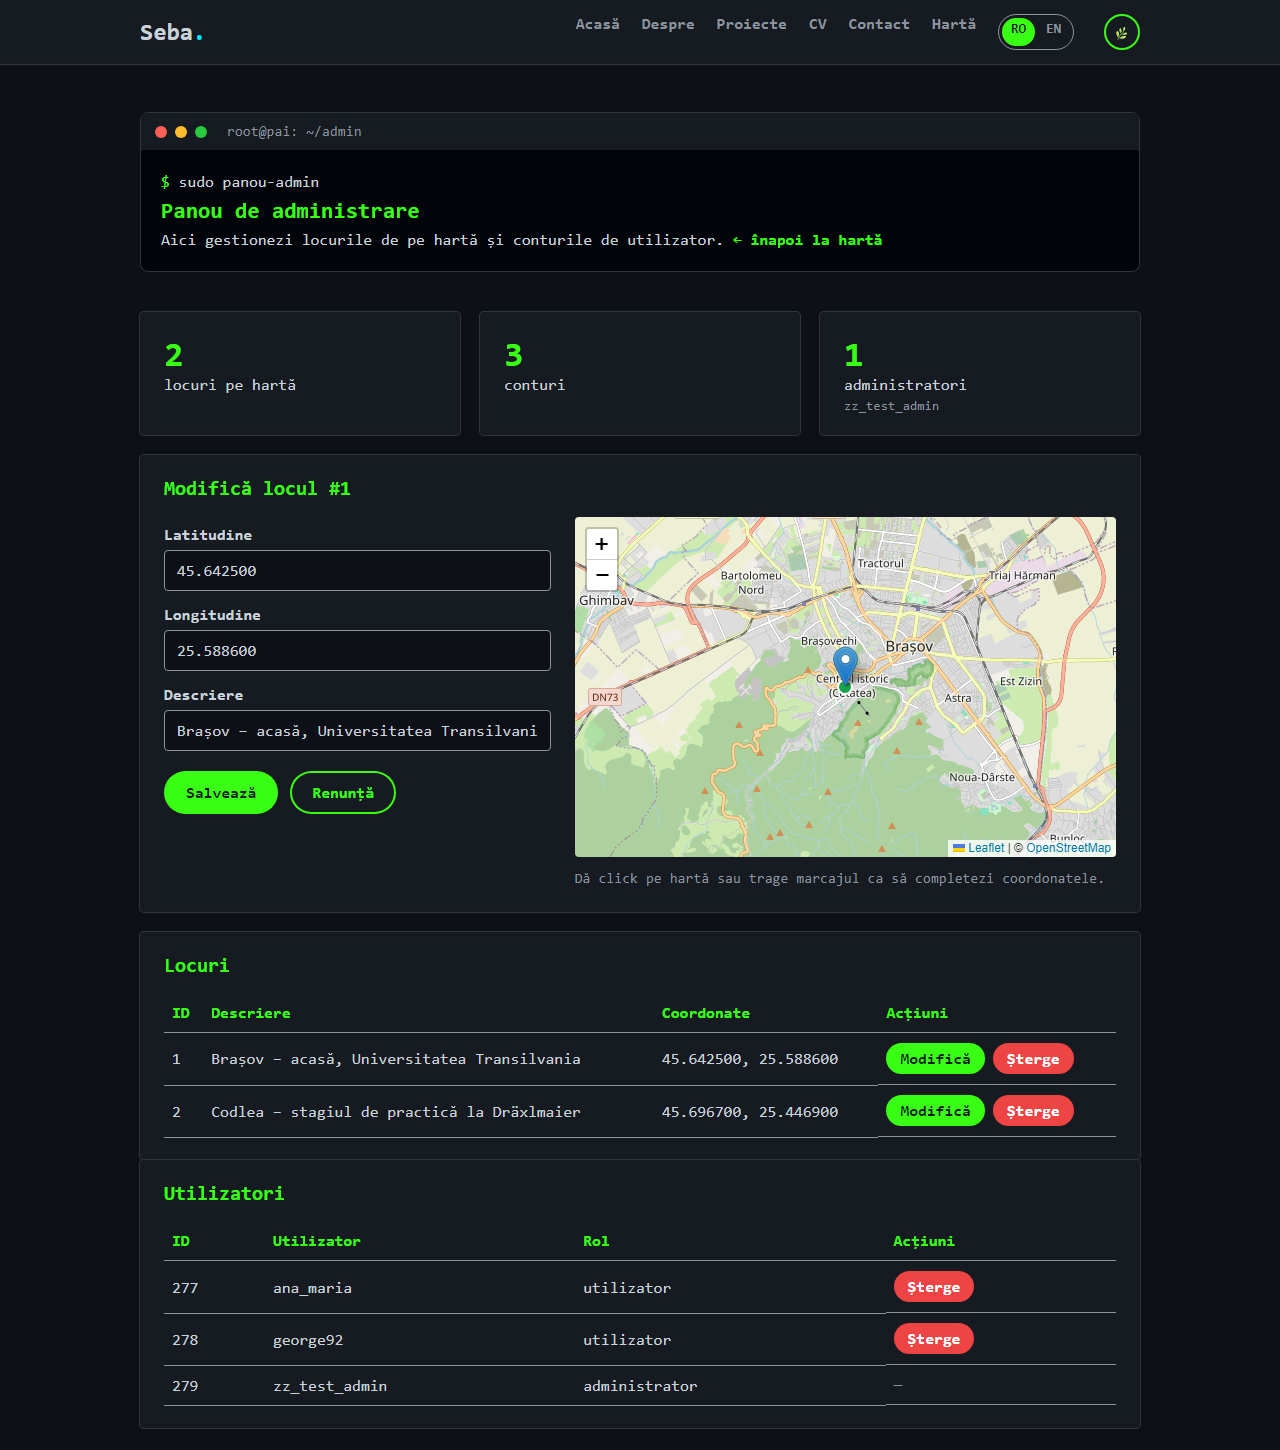 Seba.
Acasă Despre Proiecte CV Contact Hartă RO EN
root@pai: ~/admin
$ sudo panou-admin
Panou de administrare
Aici gestionezi locurile de pe hartă și conturile de utilizator. ← înapoi la hartă
2
locuri pe hartă
3
conturi
1
administratori
zz_test_admin
Modifică locul #1
Latitudine
45.642500
Longitudine
25.588600
Descriere
Brașov – acasă, Universitatea Transilvani
Salvează Renunță
+
−
Tractorul
Bartolomeu
Nord
Triaj Hărman
Ghimbav
Brașovechi
Brașov
Centrul istoric
(Cetatea)
Est Zizin
DN73
Astra
Noua-Dârste
Bunloc
Leaflet | © OpenStreetMap
Dă click pe hartă sau trage marcajul ca să completezi coordonatele.
Locuri
ID Descriere Coordonate Acțiuni
1 Brașov – acasă, Universitatea Transilvania 45.642500, 25.588600 Modifică Șterge
2 Codlea – stagiul de practică la Dräxlmaier 45.696700, 25.446900 Modifică Șterge
Utilizatori
ID Utilizator Rol Acțiuni
277 ana_maria utilizator Șterge
278 george92 utilizator Șterge
279 zz_test_admin administrator —